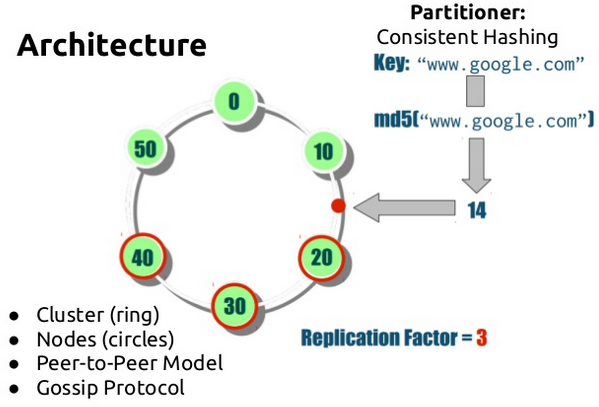 Architecture
Partitioner:
Consistent Hashing
Key: “www.google.com”
md5(“www.google.com”)
14
0
10
20
30
40
50
● Cluster (ring)
● Nodes (circles)
● Peer-to-Peer Model
● Gossip Protocol
Replication Factor = 3